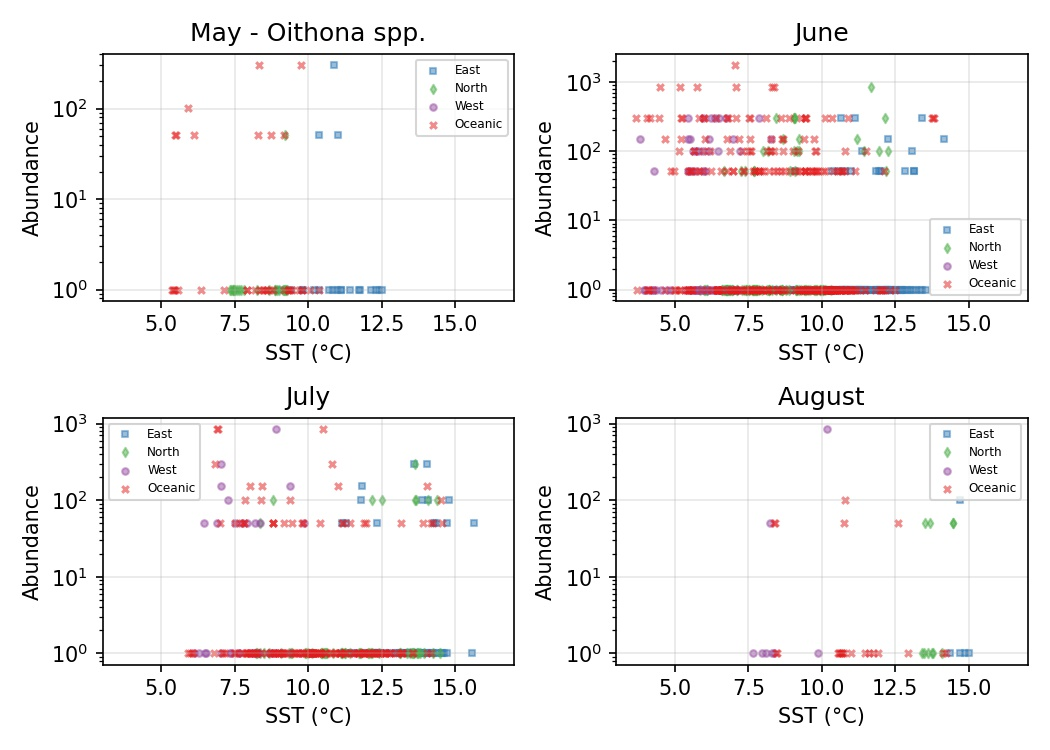 May - Oithona spp.
Abundance
10²
10¹
10⁰
East
North
West
Oceanic
5.0 7.5 10.0 12.5 15.0
SST (°C)
June
Abundance
10³
10²
10¹
10⁰
East
North
West
Oceanic
5.0 7.5 10.0 12.5 15.0
SST (°C)
July
Abundance
10³
10²
10¹
10⁰
East
North
West
Oceanic
5.0 7.5 10.0 12.5 15.0
SST (°C)
August
Abundance
10³
10²
10¹
10⁰
East
North
West
Oceanic
5.0 7.5 10.0 12.5 15.0
SST (°C)